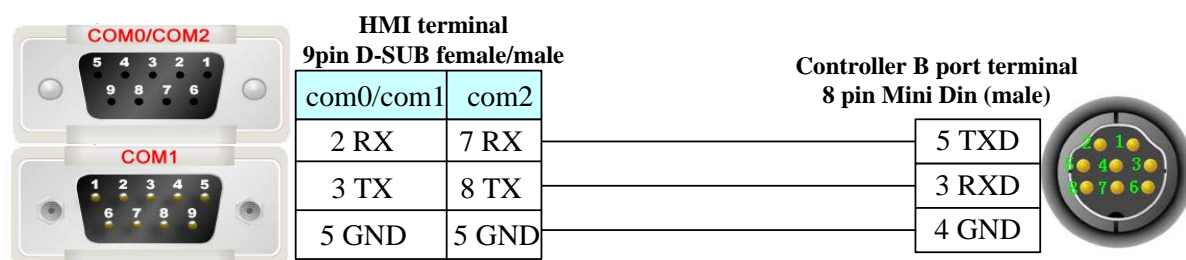 COM0/COM2
5 4 3 2 1
9 8 7 6
COM1
1 2 3 4 5
6 7 8 9
HMI terminal
9pin D-SUB female/male
com0/com1 com2
2 RX 7 RX
3 TX 8 TX
5 GND 5 GND
Controller B port terminal
8 pin Mini Din (male)
5 TXD
3 RXD
4 GND
2 1
5 4 3
8 7 6